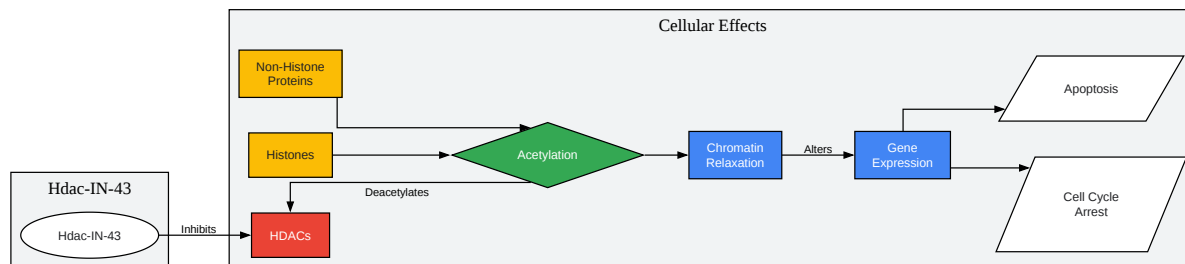 Cellular Effects
Non-Histone
Proteins
Apoptosis
Histones
Acetylation
Chromatin
Relaxation
Alters
Gene
Expression
Hdac-IN-43
Deacetylates
Cell Cycle
Arrest
Hdac-IN-43
Inhibits
HDACs